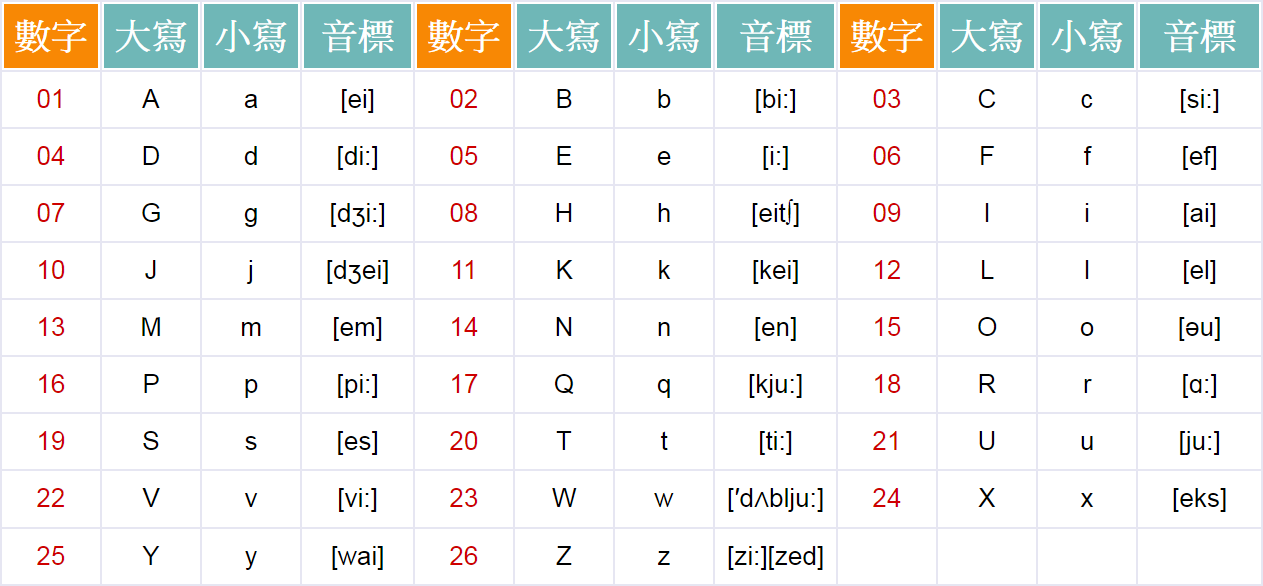 數字 大寫 小寫 音標 數字 大寫 小寫 音標 數字 大寫 小寫 音標
01 A a [ei] 02 B b [bi:] 03 C c [si:]
04 D d [di:] 05 E e [i:] 06 F f [ef]
07 G g [dʒi:] 08 H h [eitʃ] 09 I i [ai]
10 J j [dʒei] 11 K k [kei] 12 L l [el]
13 M m [em] 14 N n [en] 15 O o [əu]
16 P p [pi:] 17 Q q [kju:] 18 R r [ɑ:]
19 S s [es] 20 T t [ti:] 21 U u [ju:]
22 V v [vi:] 23 W w [′dʌblju:] 24 X x [eks]
25 Y y [wai] 26 Z z [zi:][zed]